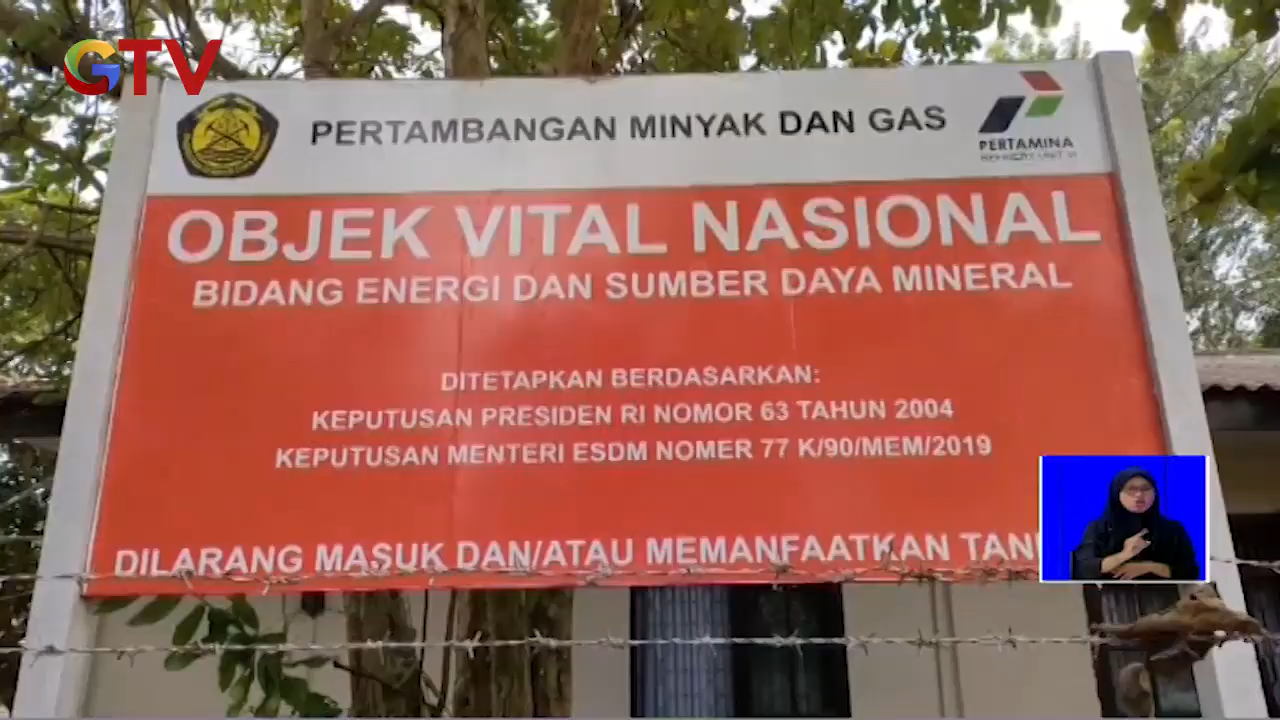 GTV
PERTAMBANGAN MINYAK DAN GAS
PERTAMINA
OBJEK VITAL NASIONAL
BIDANG ENERGI DAN SUMBER DAYA MINERAL
DITETAPKAN BERDASARKAN:
KEPUTUSAN PRESIDEN RI NOMOR 63 TAHUN 2004
KEPUTUSAN MENTERI ESDM NOMER 77 K/90/MEM/2019
DILARANG MASUK DAN/ATAU MEMANFAATKAN